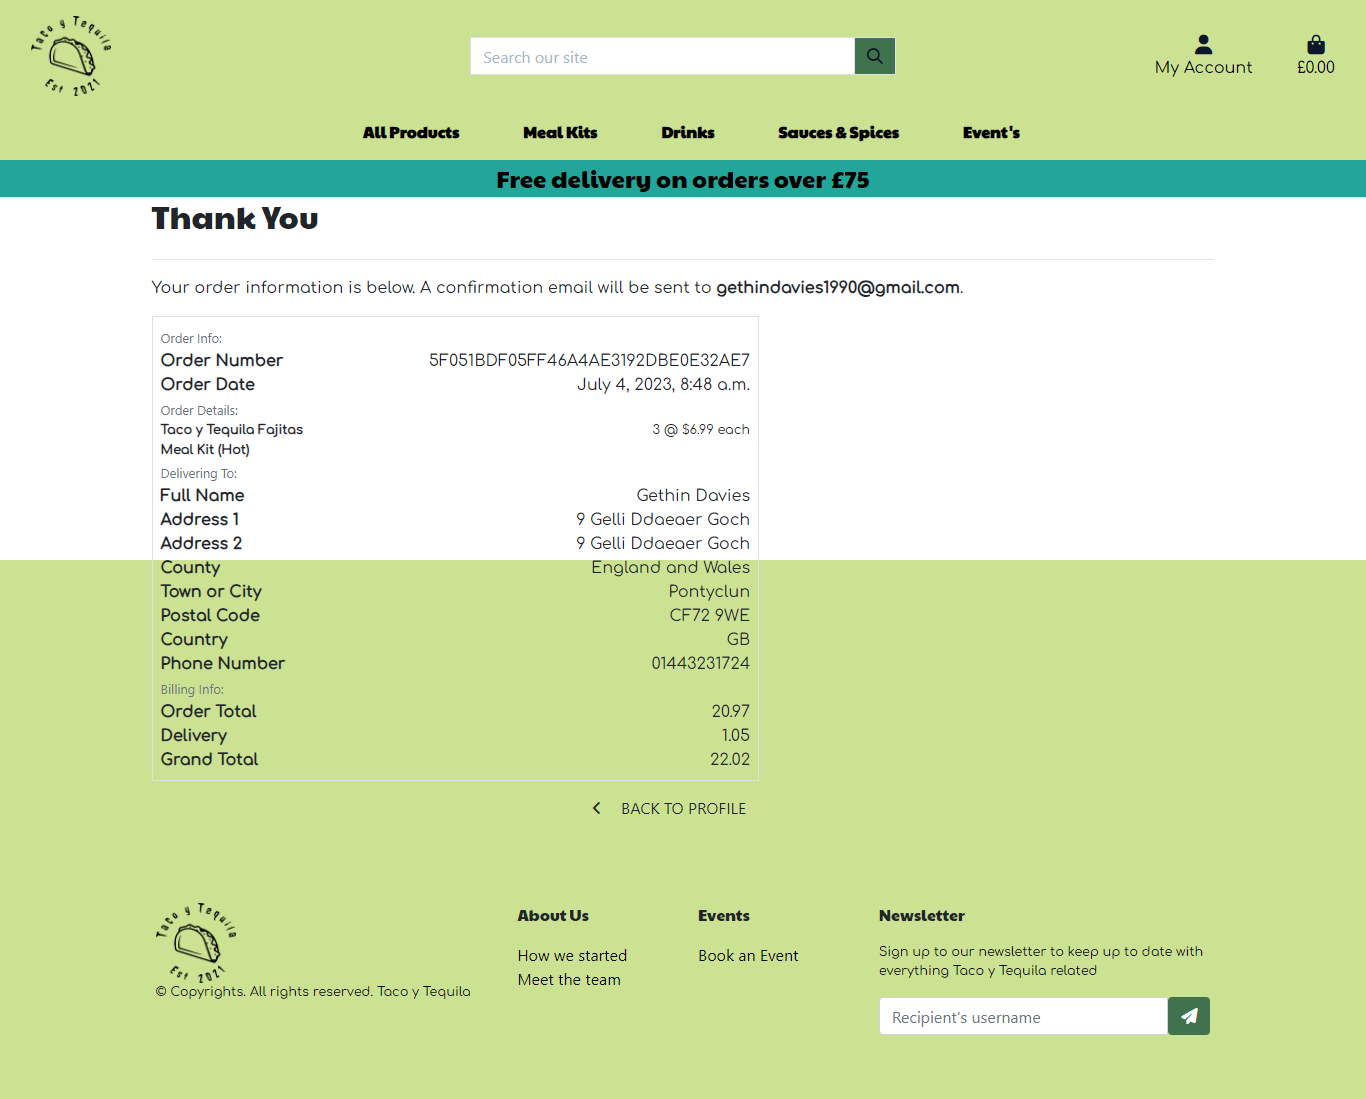 Taco y Tequila
Est 2021
Search our site
My Account
£0.00
All Products Meal Kits Drinks Sauces & Spices Event's
Free delivery on orders over £75
Thank You
Your order information is below. A confirmation email will be sent to gethindavies1990@gmail.com.
Order Info:
Order Number 5F051BDF05FF46A4AE3192DBE0E32AE7
Order Date July 4, 2023, 8:48 a.m.
Order Details:
Taco y Tequila Fajitas 3 @ $6.99 each
Meal Kit (Hot)
Delivering To:
Full Name Gethin Davies
Address 1 9 Gelli Ddaeaer Goch
Address 2 9 Gelli Ddaeaer Goch
County England and Wales
Town or City Pontyclun
Postal Code CF72 9WE
Country GB
Phone Number 01443231724
Billing Info:
Order Total 20.97
Delivery 1.05
Grand Total 22.02
BACK TO PROFILE
Taco y Tequila
Est 2021
© Copyrights. All rights reserved. Taco y Tequila
About Us
How we started
Meet the team
Events
Book an Event
Newsletter
Sign up to our newsletter to keep up to date with
everything Taco y Tequila related
Recipient's username